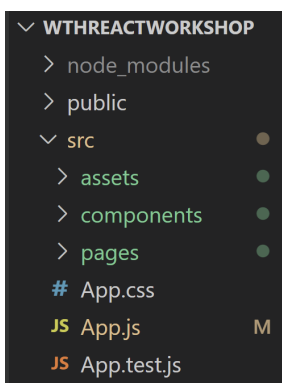 WTHREACTWORKSHOP
node_modules
public
src
assets
components
pages
# App.css
JS App.js M
JS App.test.js